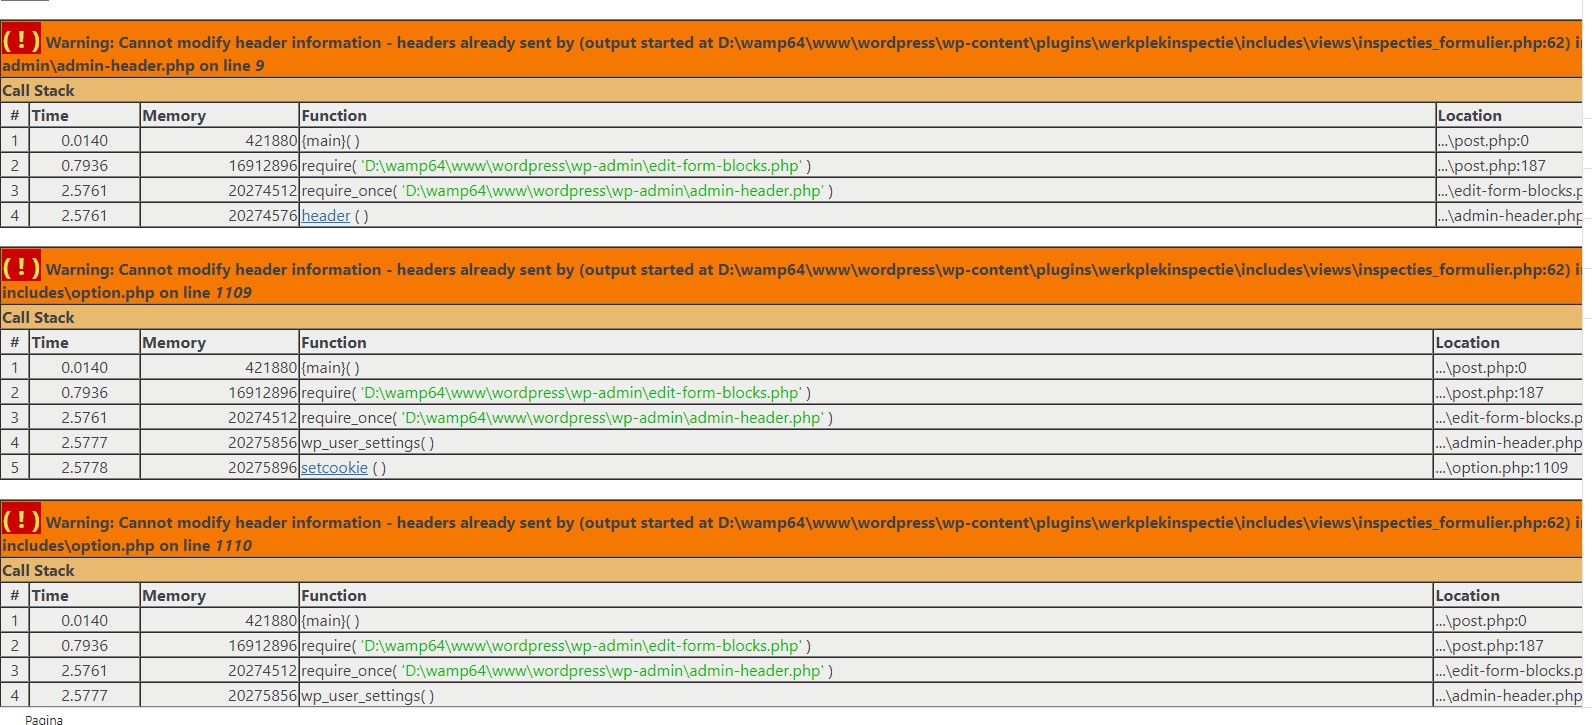 ( ! ) Warning: Cannot modify header information - headers already sent by (output started at D:\wamp64\www\wordpress\wp-content\plugins\werkplekinspectie\includes\views\inspecties_formulier.php:62) i
admin\admin-header.php on line 9
Call Stack
# Time Memory Function Location
1 0.0140 421880 {main}( ) ...\post.php:0
2 0.7936 16912896 require( 'D:\wamp64\www\wordpress\wp-admin\edit-form-blocks.php' ) ...\post.php:187
3 2.5761 20274512 require_once( 'D:\wamp64\www\wordpress\wp-admin\admin-header.php' ) ...\edit-form-blocks.p
4 2.5761 20274576 header ( ) ...\admin-header.php
( ! ) Warning: Cannot modify header information - headers already sent by (output started at D:\wamp64\www\wordpress\wp-content\plugins\werkplekinspectie\includes\views\inspecties_formulier.php:62) i
includes\option.php on line 1109
Call Stack
# Time Memory Function Location
1 0.0140 421880 {main}( ) ...\post.php:0
2 0.7936 16912896 require( 'D:\wamp64\www\wordpress\wp-admin\edit-form-blocks.php' ) ...\post.php:187
3 2.5761 20274512 require_once( 'D:\wamp64\www\wordpress\wp-admin\admin-header.php' ) ...\edit-form-blocks.p
4 2.5777 20275856 wp_user_settings( ) ...\admin-header.php
5 2.5778 20275896 setcookie ( ) ...\option.php:1109
( ! ) Warning: Cannot modify header information - headers already sent by (output started at D:\wamp64\www\wordpress\wp-content\plugins\werkplekinspectie\includes\views\inspecties_formulier.php:62) i
includes\option.php on line 1110
Call Stack
# Time Memory Function Location
1 0.0140 421880 {main}( ) ...\post.php:0
2 0.7936 16912896 require( 'D:\wamp64\www\wordpress\wp-admin\edit-form-blocks.php' ) ...\post.php:187
3 2.5761 20274512 require_once( 'D:\wamp64\www\wordpress\wp-admin\admin-header.php' ) ...\edit-form-blocks.p
4 2.5777 20275856 wp_user_settings( ) ...\admin-header.php
Pagina